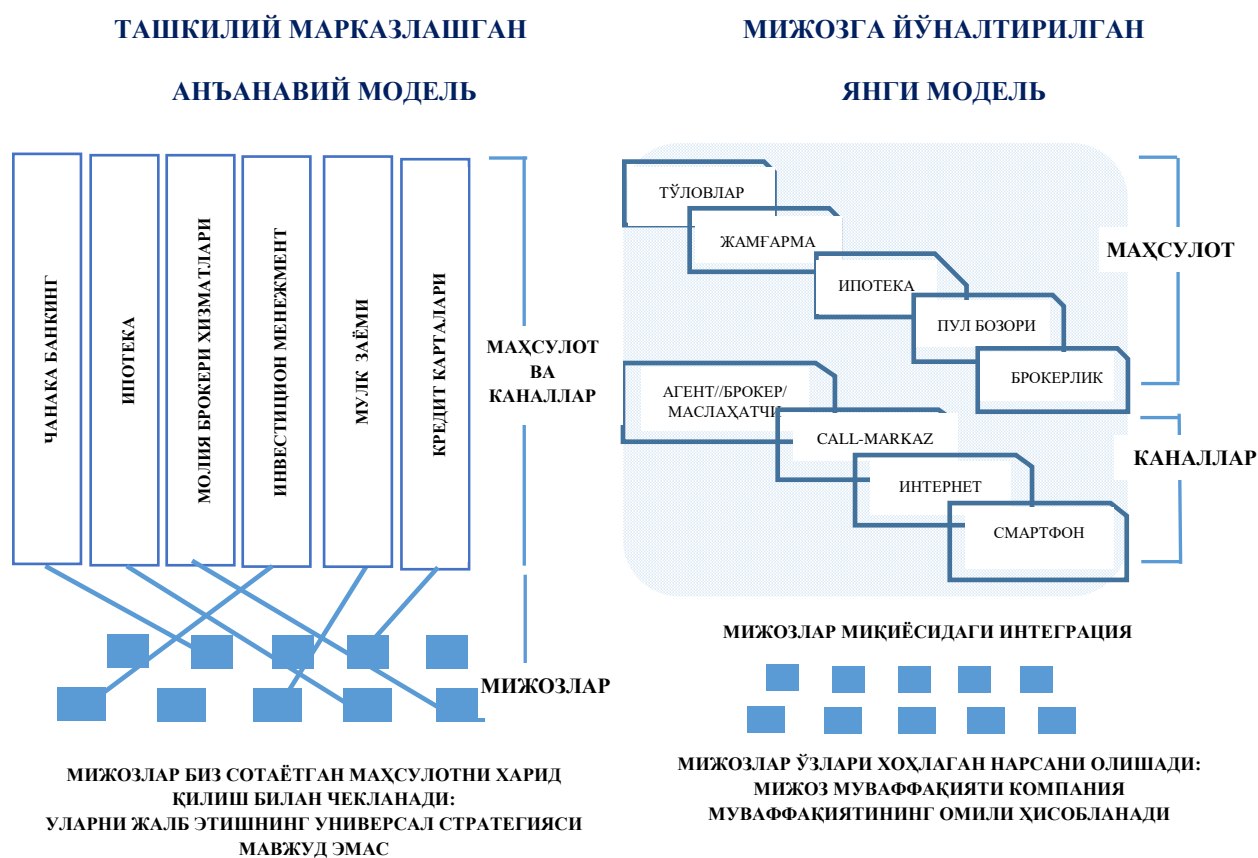 ТАШКИЛИЙ МАРКАЗЛАШГАН
АНЪАНАВИЙ МОДЕЛЬ
ЧАНАКА БАНКИНГ
ИПОТЕКА
МОЛИЯ БРОКЕРИ ХИЗМАТЛАРИ
ИНВЕСТИЦИОН МЕНЕЖМЕНТ
МУЛК ЗАЁМИ
КРЕДИТ КАРТАЛАРИ
МАҲСУЛОТ
ВА
КАНАЛЛАР
МИЖОЗЛАР
МИЖОЗЛАР БИЗ СОТАЁТГАН МАҲСУЛОТНИ ХАРИД
ҚИЛИШ БИЛАН ЧЕКЛАНАДИ:
УЛАРНИ ЖАЛБ ЭТИШНИНГ УНИВЕРСАЛ СТРАТЕГИЯСИ
МАВЖУД ЭМАС
МИЖОЗГА ЙЎНАЛТИРИЛГАН
ЯНГИ МОДЕЛЬ
ТЎЛОВЛАР
ЖАМҒАРМА
ИПОТЕКА
ПУЛ БОЗОРИ
БРОКЕРЛИК
МАҲСУЛОТ
АГЕНТ//БРОКЕР/
МАСЛАҲАТЧИ
CALL-MARKAZ
ИНТЕРНЕТ
СМАРТФОН
КАНАЛЛАР
МИЖОЗЛАР МИҚИЁСИДАГИ ИНТЕГРАЦИЯ
МИЖОЗЛАР ЎЗЛАРИ ХОҲЛАГАН НАРСАНИ ОЛИШАДИ:
МИЖОЗ МУВАФФАҚИЯТИ КОМПАНИЯ
МУВАФФАҚИЯТИНИНГ ОМИЛИ ҲИСОБЛАНАДИ